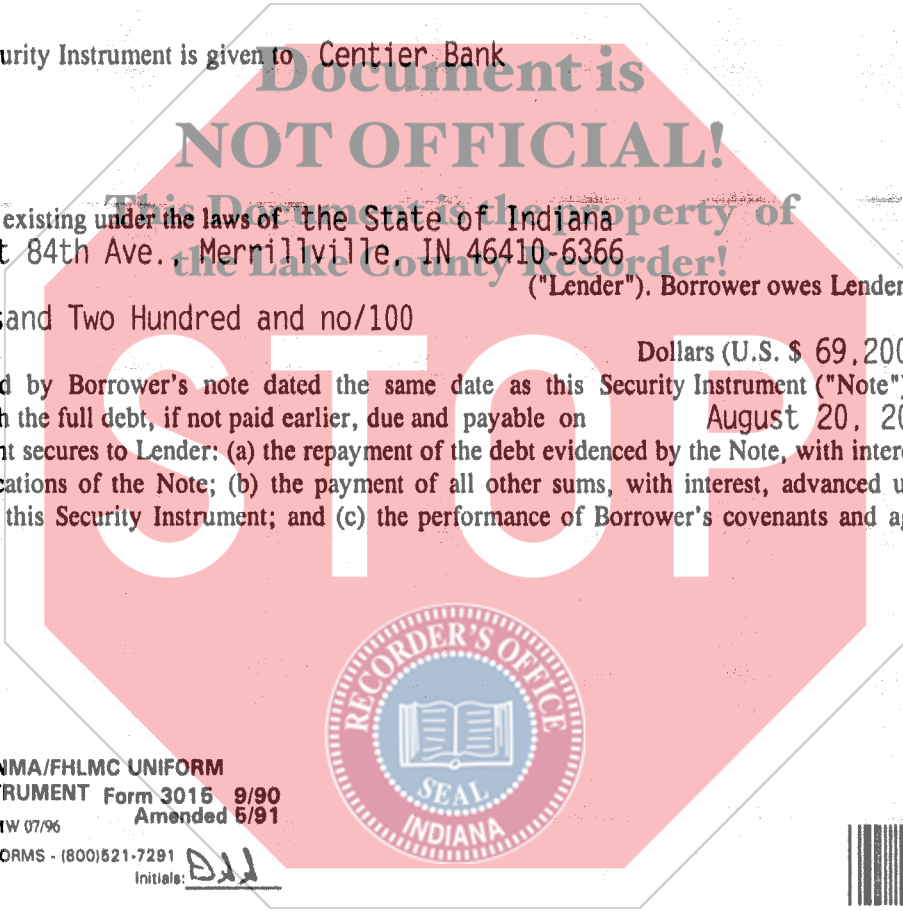 urity Instrument is given to Centier Bank
Document is
NOT OFFICIAL!
This Document is the property of
the Lake County Recorder!
existing under the laws of the State of Indiana
t 84th Ave., Merrillville, IN 46410-6366
("Lender"). Borrower owes Lender
sand Two Hundred and no/100
Dollars (U.S. $ 69,200
d by Borrower's note dated the same date as this Security Instrument ("Note")
h the full debt, if not paid earlier, due and payable on August 20, 20
nt secures to Lender: (a) the repayment of the debt evidenced by the Note, with intere
cations of the Note; (b) the payment of all other sums, with interest, advanced u
this Security Instrument; and (c) the performance of Borrower's covenants and ag
STOP
RECORDER'S OFFICE
SEAL
INDIANA
NMA/FHLMC UNIFORM
RUMENT Form 3015 9/90
Amended 5/91
MW 07/96
ORMS - (800)521-7291
Initials: